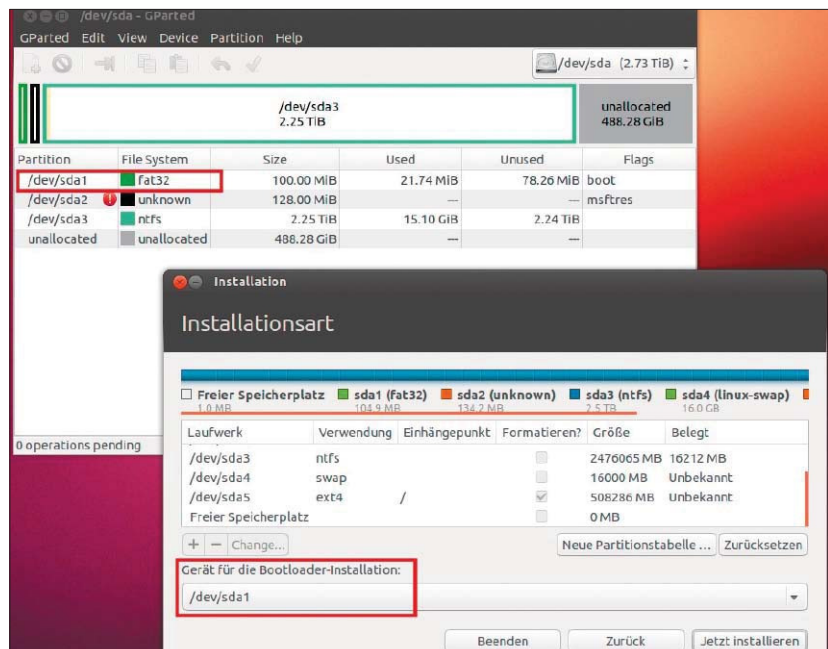 /dev/sda - GParted
GParted Edit View Device Partition Help
/dev/sda (2.73 TiB)
/dev/sda3
2.25 TiB
unallocated
488.28 GiB
Partition File System Size Used Unused Flags
/dev/sda1 fat32 100.00 MiB 21.74 MiB 78.26 MiB boot
/dev/sda2 unknown 128.00 MiB --- --- msftres
/dev/sda3 ntfs 2.25 TiB 15.10 GiB 2.24 TiB
unallocated unallocated 488.28 GiB --- ---
0 operations pending
Installation
Installationsart
Freier Speicherplatz sda1 (fat32) sda2 (unknown) sda3 (ntfs) sda4 (linux-swap)
1.0 MB 104.9 MB 134.2 MB 2.5 TB 16.0 GB
Laufwerk Verwendung Einhängepunkt Formatieren? Größe Belegt
/dev/sda3 ntfs 2476065 MB 16212 MB
/dev/sda4 swap 16000 MB Unbekannt
/dev/sda5 ext4 / 508286 MB Unbekannt
Freier Speicherplatz 0 MB
+ - Change... Neue Partitionstabelle ... Zurücksetzen
Gerät für die Bootloader-Installation:
/dev/sda1
Beenden Zurück Jetzt installieren